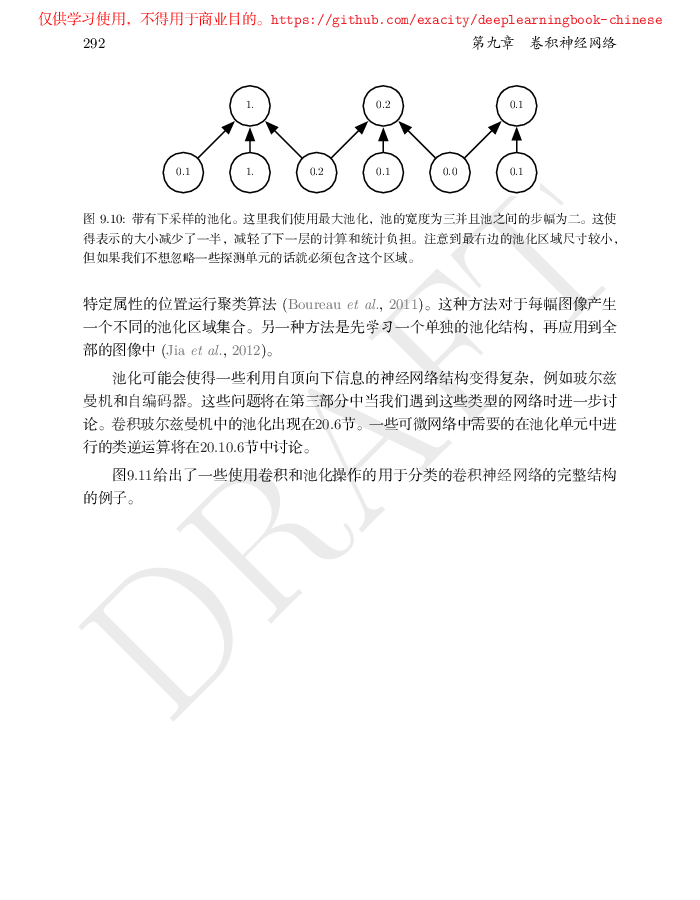 仅供学习使用，不得用于商业目的。https://github.com/exacity/deeplearningbook-chinese
292 第九章 卷积神经网络
1. 0.2 0.1
0.1 1. 0.2 0.1 0.0 0.1
图 9.10: 带有下采样的池化。这里我们使用最大池化，池的宽度为三并且池之间的步幅为二。这使
得表示的大小减少了一半，减轻了下一层的计算和统计负担。注意到最右边的池化区域尺寸较小，
但如果我们不想忽略一些探测单元的话就必须包含这个区域。
特定属性的位置运行聚类算法 (Boureau et al., 2011)。这种方法对于每幅图像产生
一个不同的池化区域集合。另一种方法是先学习一个单独的池化结构，再应用到全
部的图像中 (Jia et al., 2012)。
池化可能会使得一些利用自顶向下信息的神经网络结构变得复杂，例如玻尔兹
曼机和自编码器。这些问题将在第三部分中当我们遇到这些类型的网络时进一步讨
论。卷积玻尔兹曼机中的池化出现在20.6节。一些可微网络中需要的在池化单元中进
行的类逆运算将在20.10.6节中讨论。
图9.11给出了一些使用卷积和池化操作的用于分类的卷积神经网络的完整结构
的例子。
DRAFT